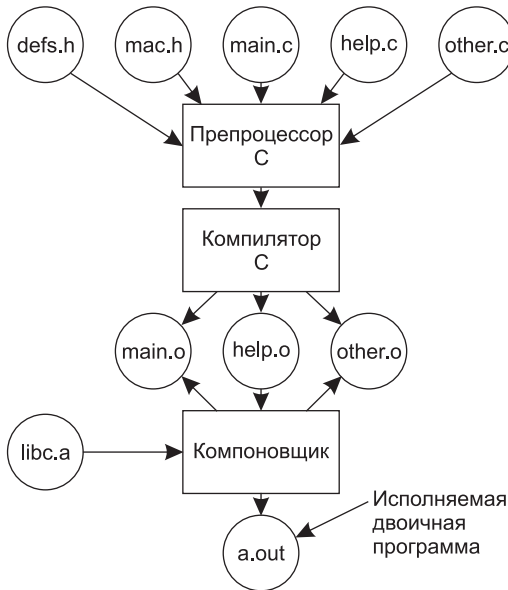 defs.h
mac.h
main.c
help.c
other.c
Препроцессор
C
Компилятор
C
main.o
help.o
other.o
libc.a
Компоновщик
Исполняемая
двоичная
программа
a.out